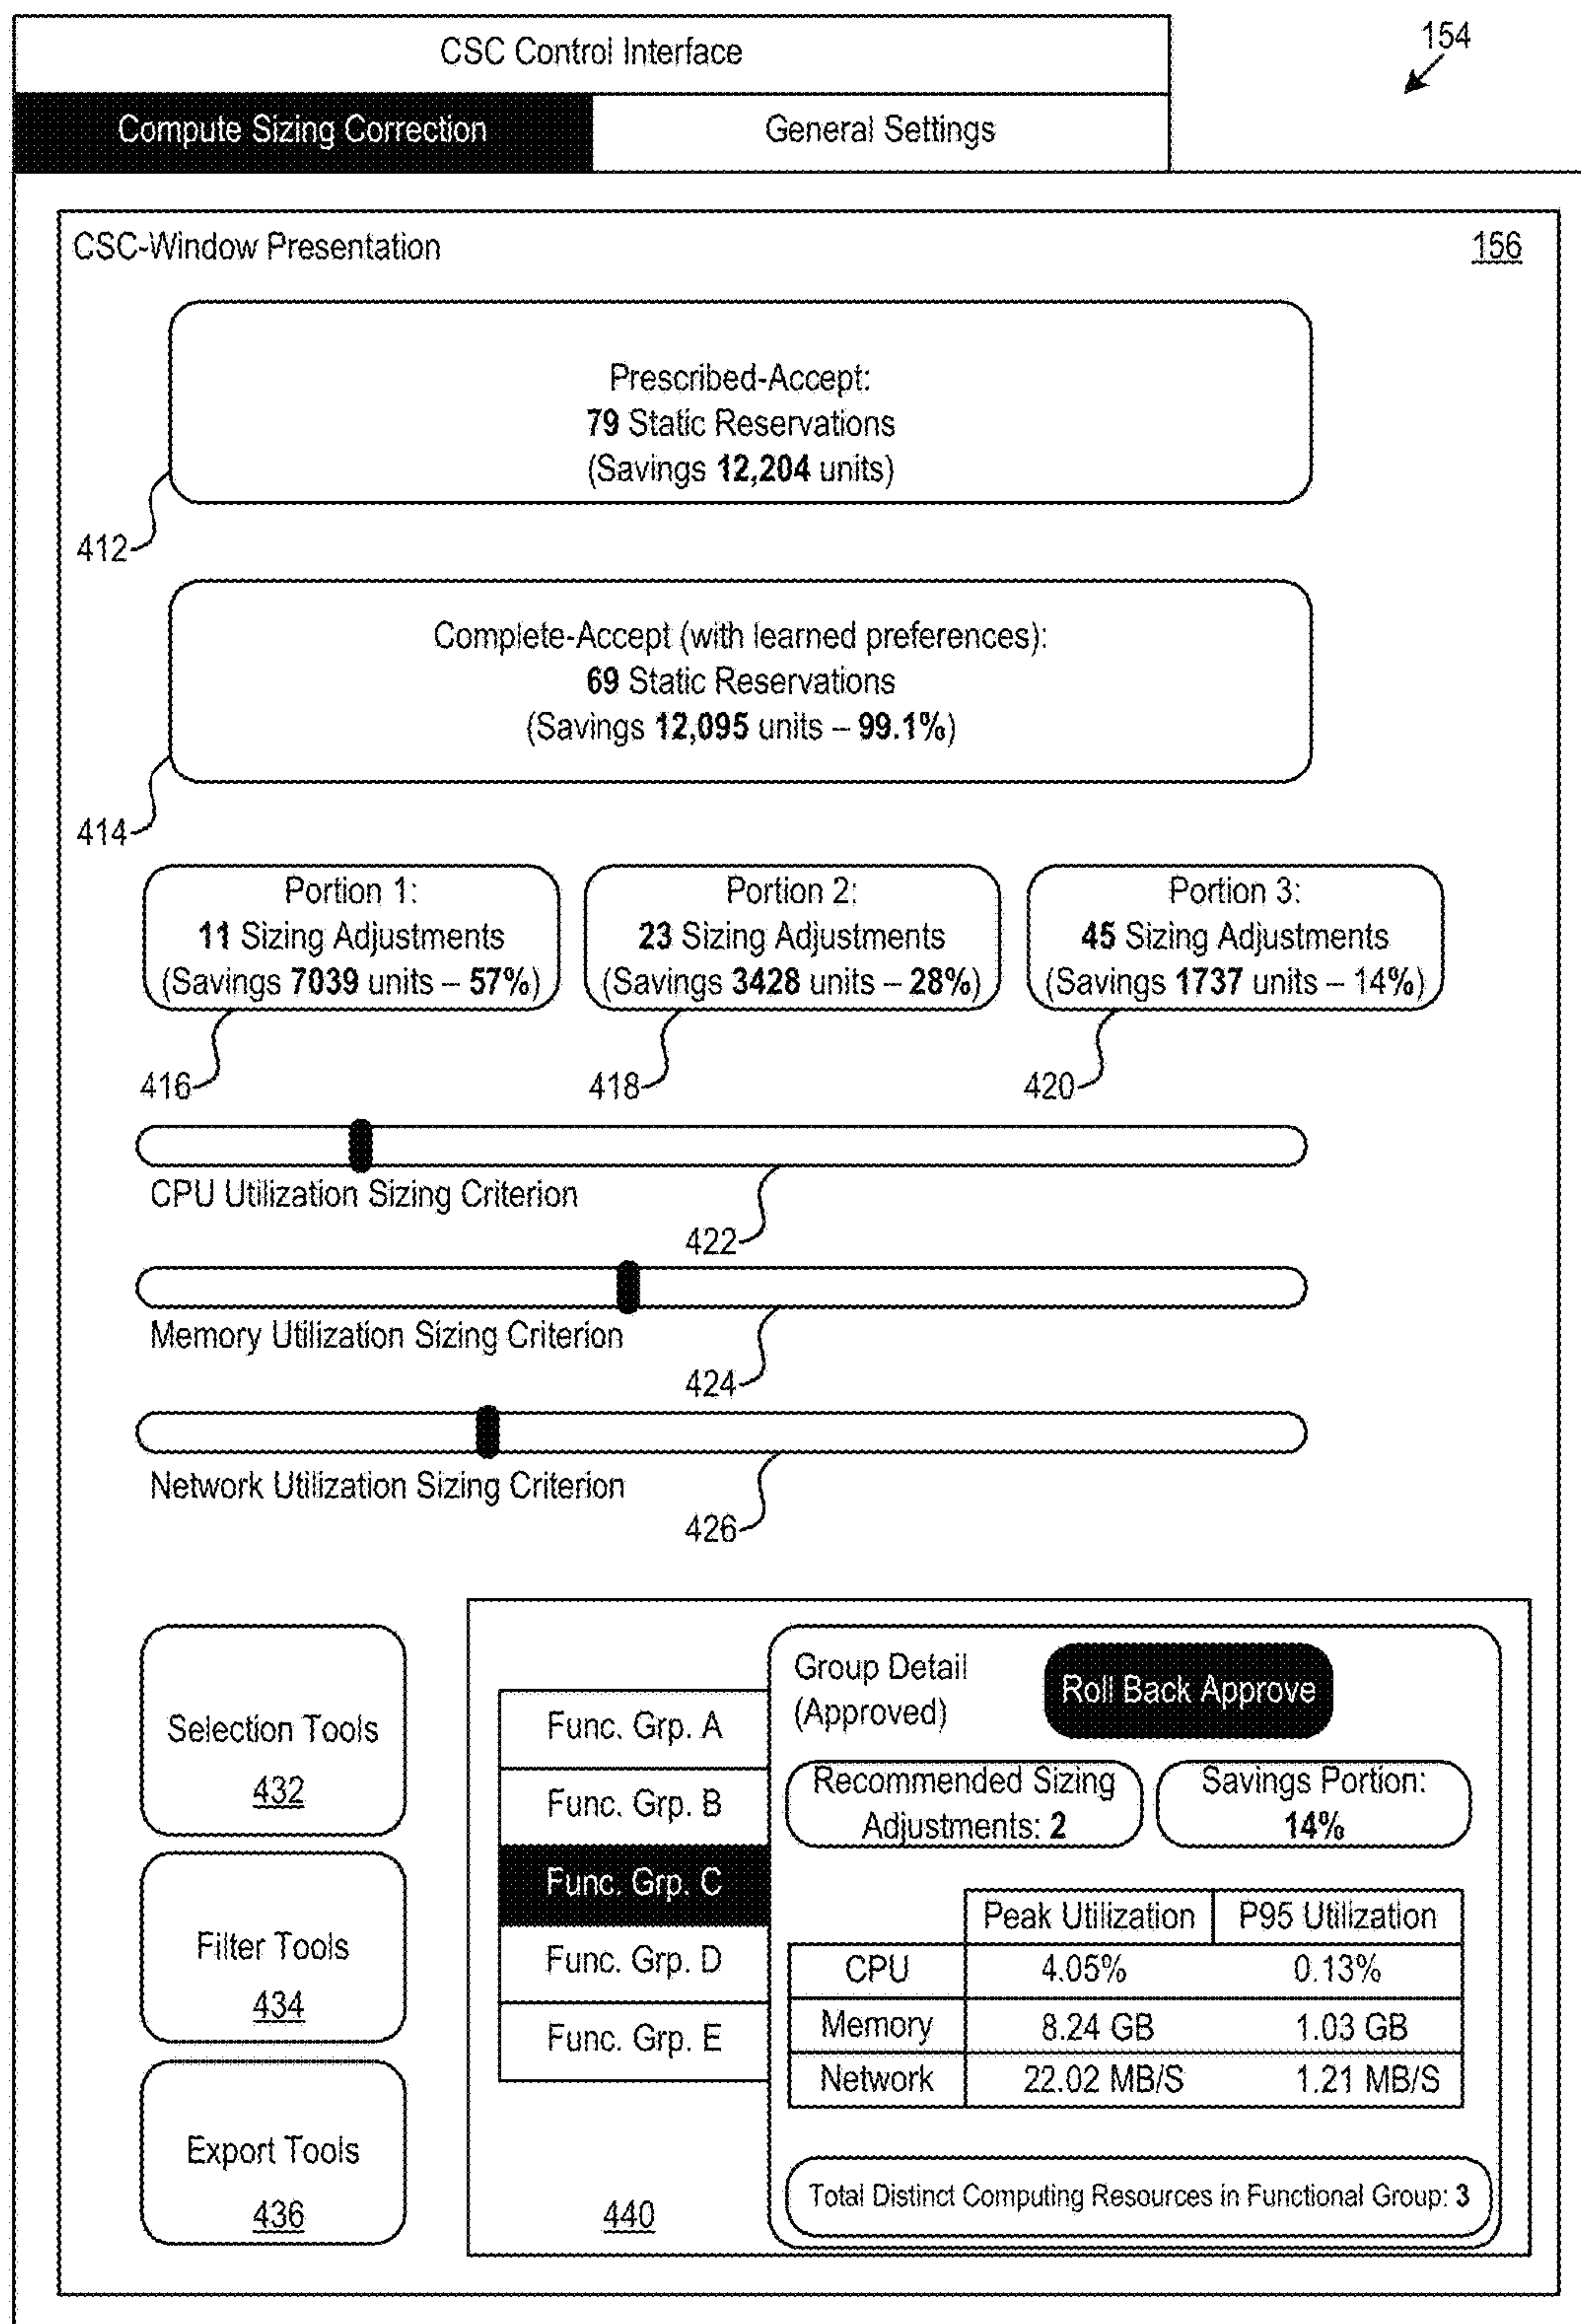 CSC Control Interface
154
Compute Sizing Correction
General Settings
CSC-Window Presentation
156
Prescribed-Accept:
79 Static Reservations
(Savings 12,204 units)
412
Complete-Accept (with learned preferences):
69 Static Reservations
(Savings 12,095 units – 99.1%)
414
Portion 1:
11 Sizing Adjustments
(Savings 7039 units – 57%)
Portion 2:
23 Sizing Adjustments
(Savings 3428 units – 28%)
Portion 3:
45 Sizing Adjustments
(Savings 1737 units – 14%)
416
418
420
CPU Utilization Sizing Criterion
422
Memory Utilization Sizing Criterion
424
Network Utilization Sizing Criterion
426
Selection Tools
432
Filter Tools
434
Export Tools
436
Func. Grp. A
Func. Grp. B
Func. Grp. C
Func. Grp. D
Func. Grp. E
440
Group Detail
(Approved)
Roll Back Approve
Recommended Sizing
Adjustments: 2
Savings Portion:
14%
Peak Utilization P95 Utilization
CPU 4.05% 0.13%
Memory 8.24 GB 1.03 GB
Network 22.02 MB/S 1.21 MB/S
Total Distinct Computing Resources in Functional Group: 3